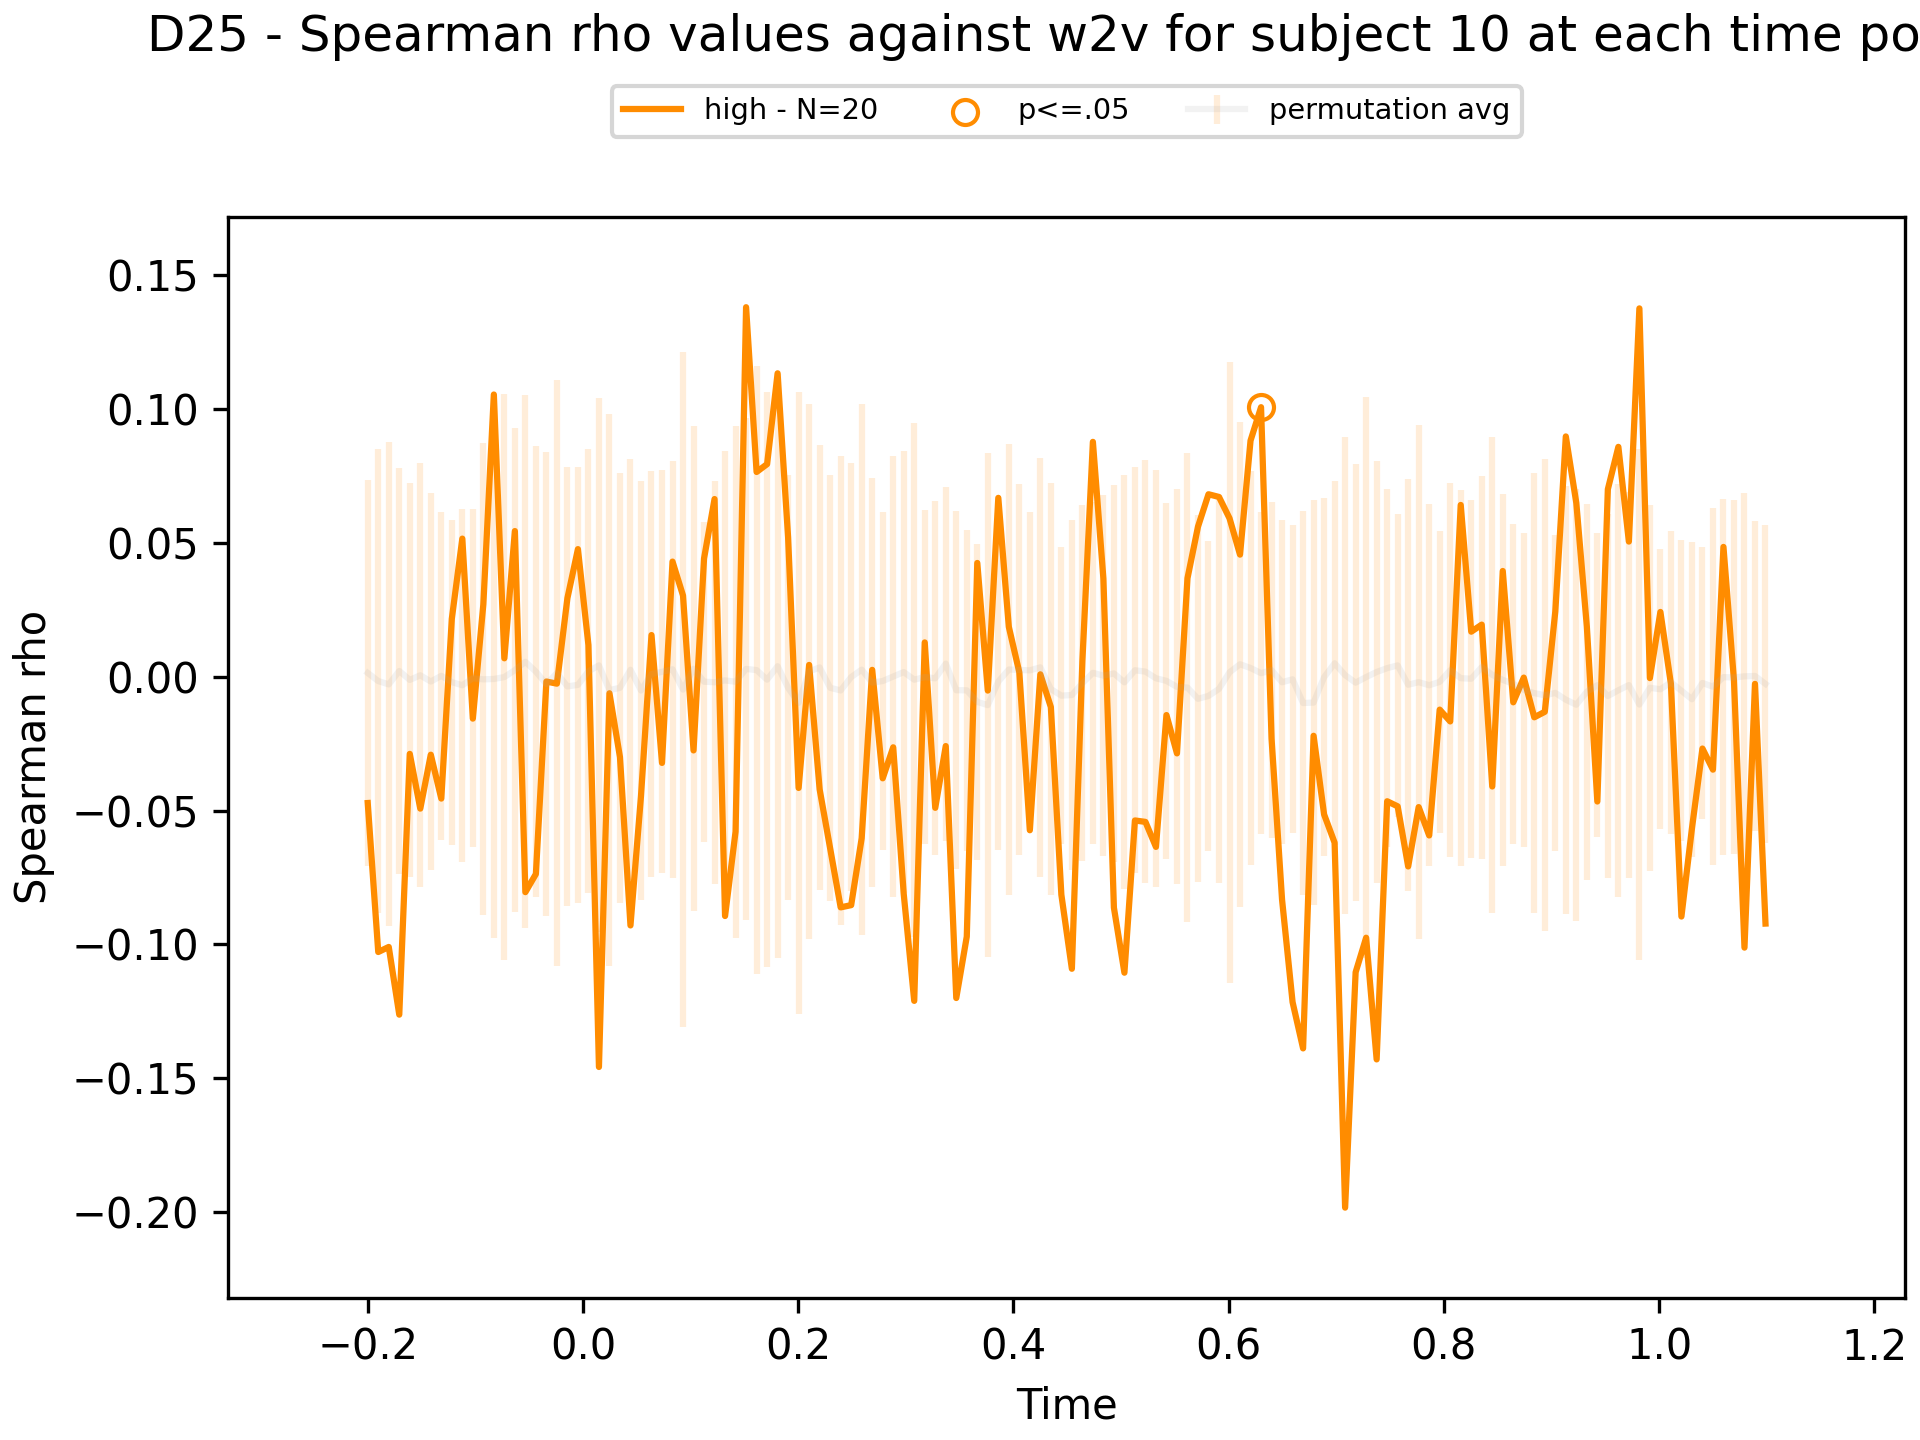 D25 - Spearman rho values against w2v for subject 10 at each time po
high - N=20 p<=.05 permutation avg
0.15
0.10
0.05
0.00
−0.05
−0.10
−0.15
−0.20
Spearman rho
−0.2 0.0 0.2 0.4 0.6 0.8 1.0 1.2
Time